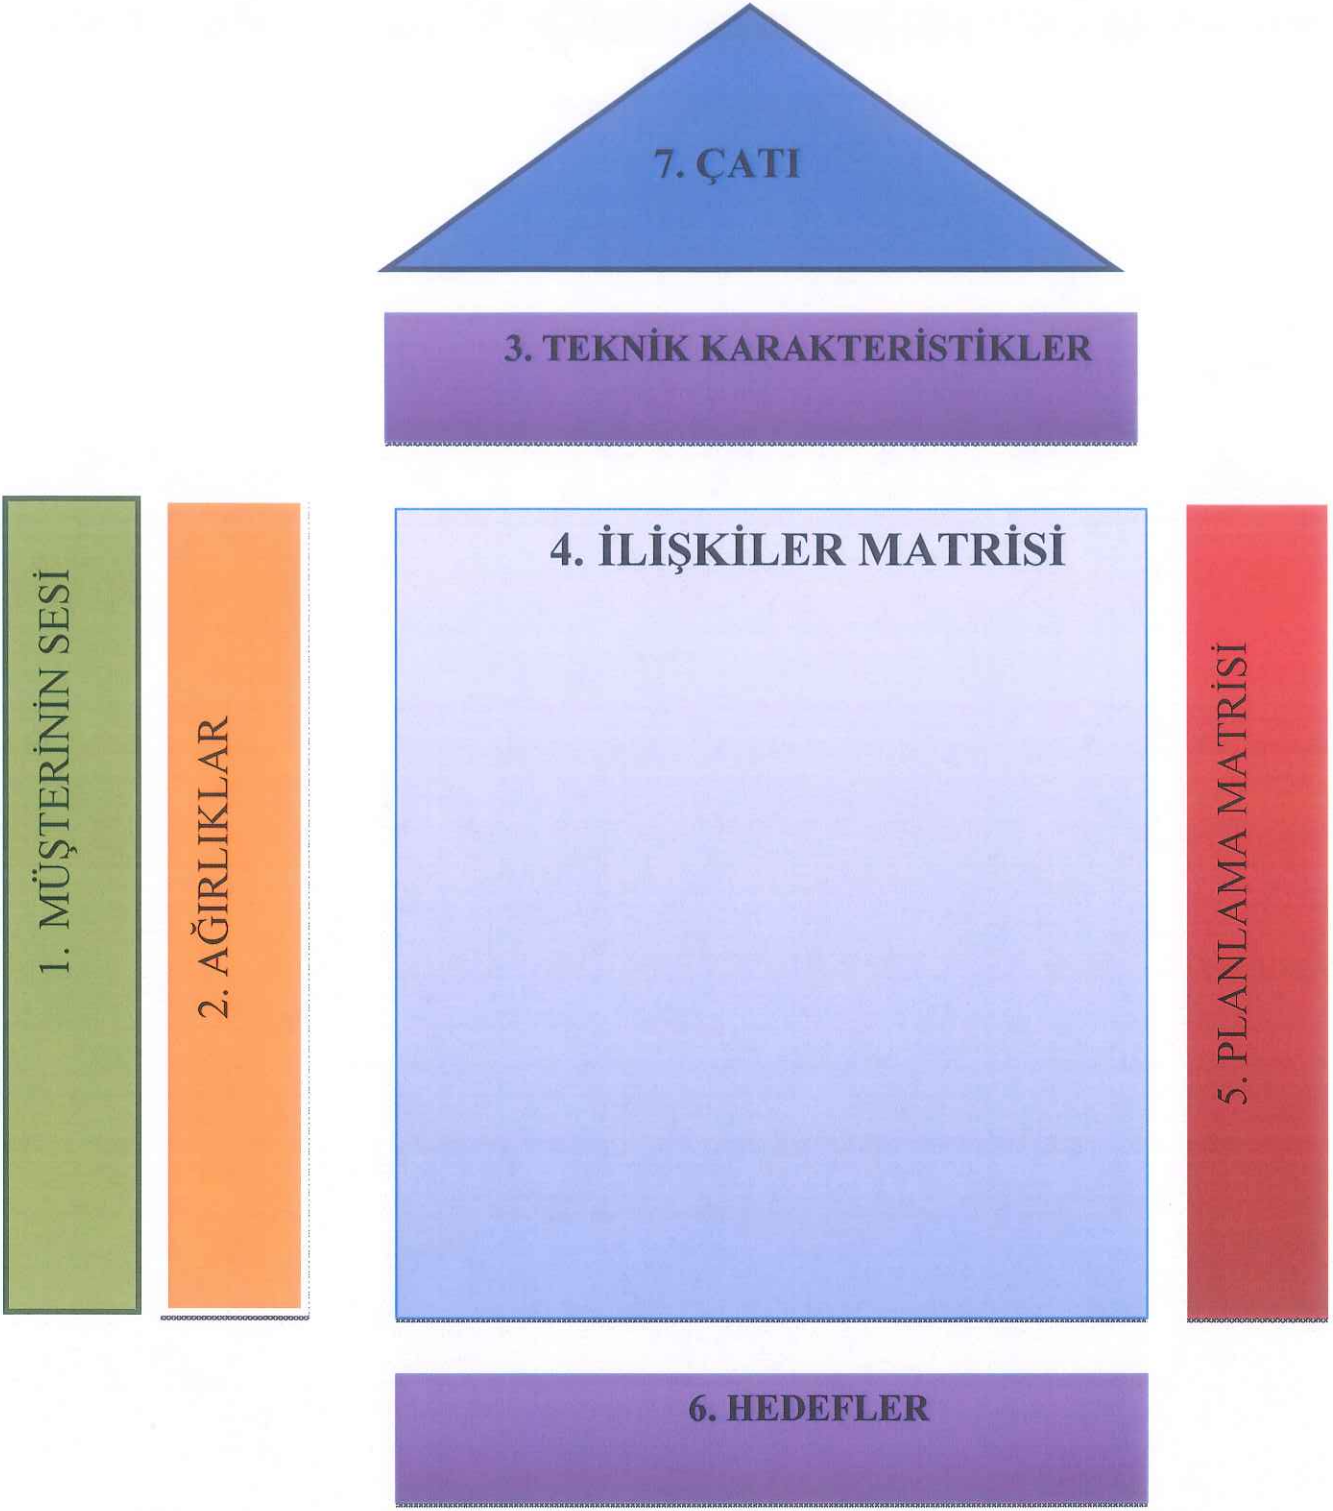 7. ÇATI
3. TEKNİK KARAKTERİSTİKLER
1. MÜŞTERİNİN SESİ
2. AĞIRLIKLAR
4. İLİŞKİLER MATRİSİ
5. PLANLAMA MATRİSİ
6. HEDEFLER